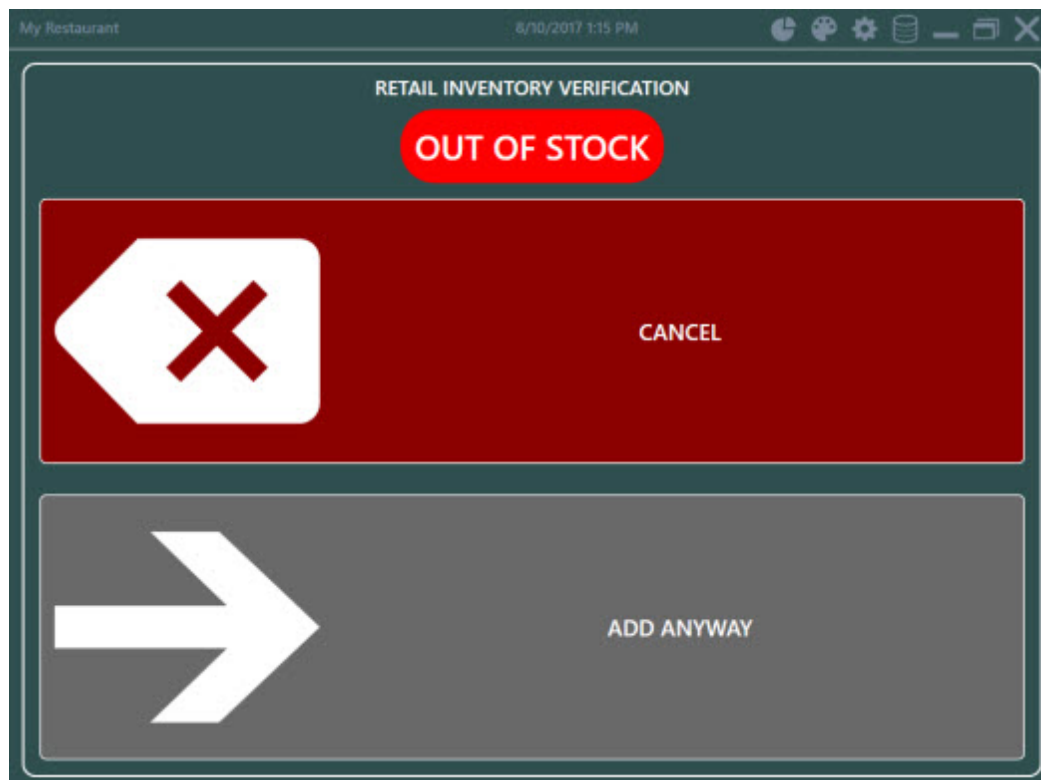 My Restaurant
8/10/2017 1:15 PM
RETAIL INVENTORY VERIFICATION
OUT OF STOCK
CANCEL
ADD ANYWAY